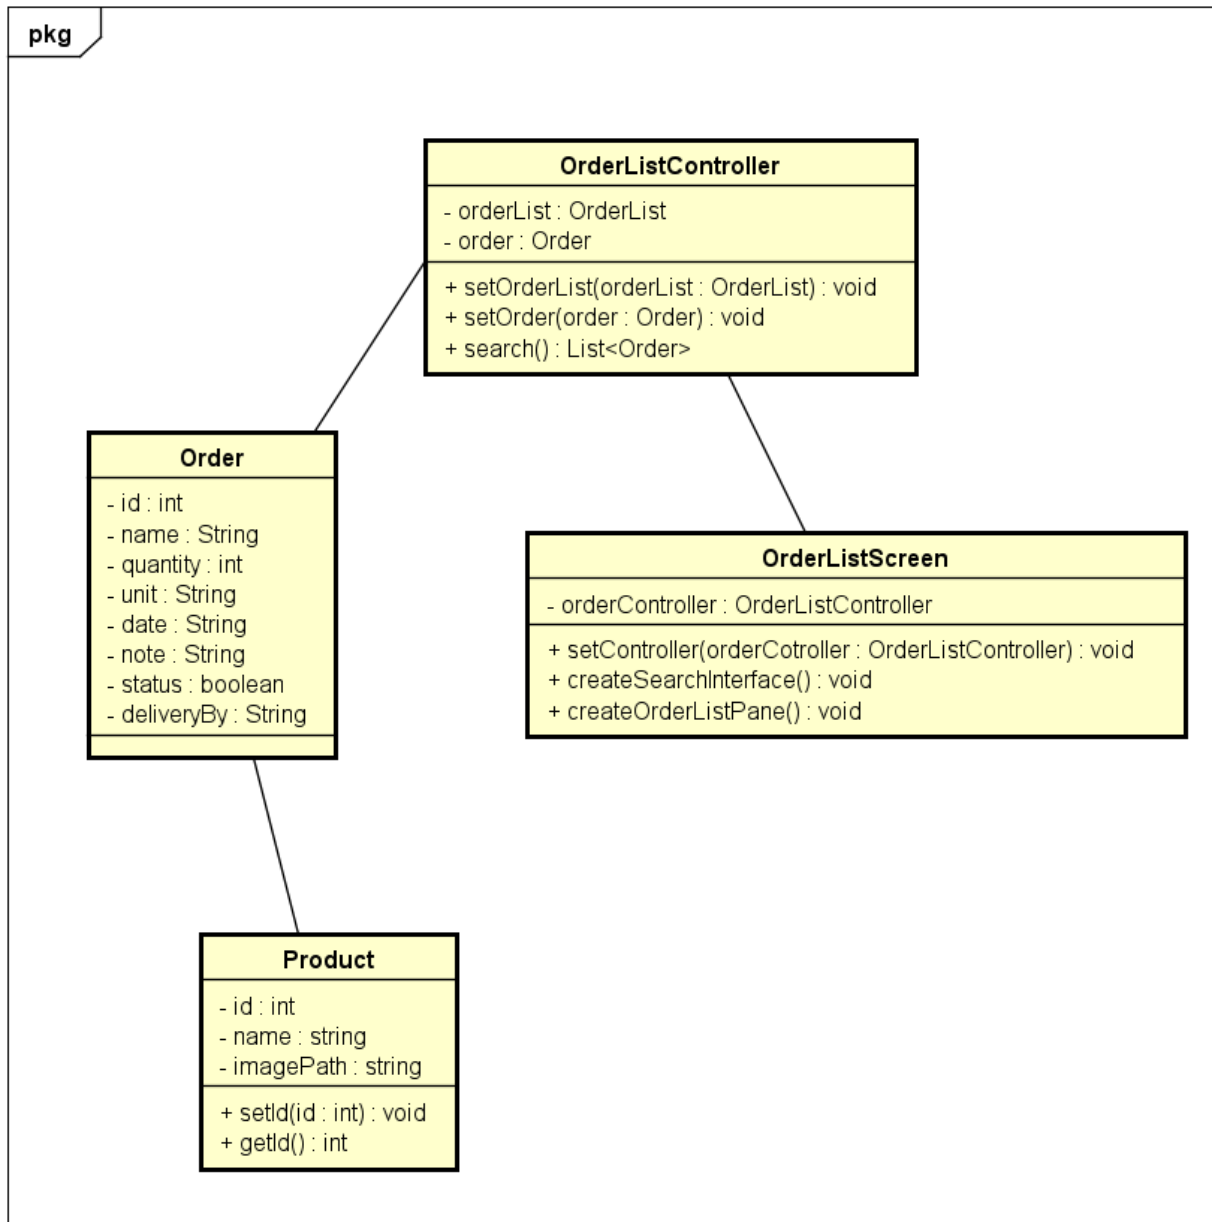 pkg
OrderListController
- orderList : OrderList
- order : Order
+ setOrderList(orderList : OrderList) : void
+ setOrder(order : Order) : void
+ search() : List<Order>
Order
- id : int
- name : String
- quantity : int
- unit : String
- date : String
- note : String
- status : boolean
- deliveryBy : String
OrderListScreen
- orderController : OrderListController
+ setController(orderCotroller : OrderListController) : void
+ createSearchInterface() : void
+ createOrderListPane() : void
Product
- id : int
- name : string
- imagePath : string
+ setId(id : int) : void
+ getId() : int